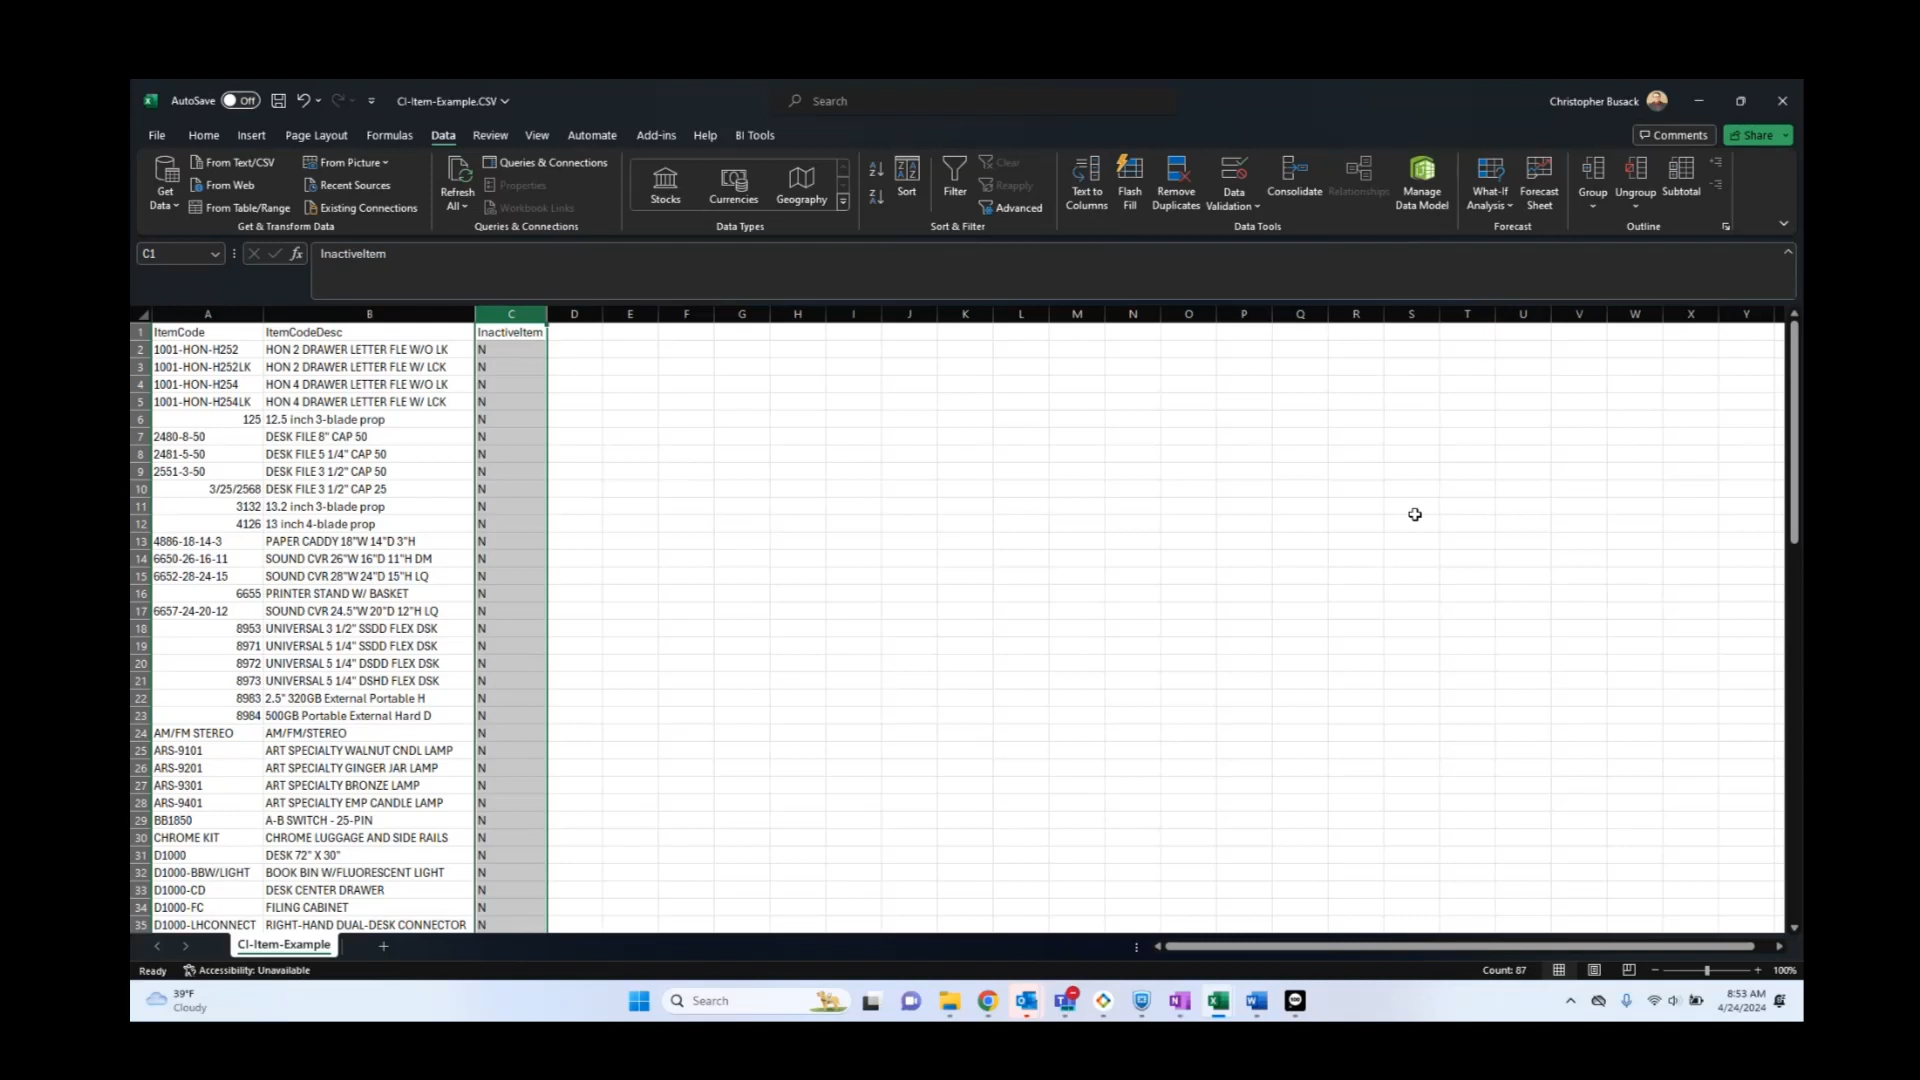 AutoSave Off CI-Item-Example.CSV Search Christopher Busack
File Home Insert Page Layout Formulas Data Review View Automate Add-ins Help BI Tools Comments Share
Get Data From Text/CSV From Picture Refresh All Queries & Connections Stocks Currencies Geography Sort Filter Clear Text to Columns Flash Fill Remove Duplicates Data Validation Consolidate Relationships Manage Data Model What-If Analysis Forecast Sheet Group Ungroup Subtotal
From Web Recent Sources Properties Reapply
From Table/Range Existing Connections Workbook Links Advanced
Get & Transform Data Queries & Connections Data Types Sort & Filter Data Tools Forecast Outline
C1 fx InactiveItem
A B C D E F G H I J K L M N O P Q R S T U V W X Y
1 ItemCode ItemCodeDesc InactiveItem
2 1001-HON-H252 HON 2 DRAWER LETTER FLE W/O LK N
3 1001-HON-H252LK HON 2 DRAWER LETTER FLE W/ LCK N
4 1001-HON-H254 HON 4 DRAWER LETTER FLE W/O LK N
5 1001-HON-H254LK HON 4 DRAWER LETTER FLE W/ LCK N
6 125 12.5 inch 3-blade prop N
7 2480-8-50 DESK FILE 8" CAP 50 N
8 2481-5-50 DESK FILE 5 1/4" CAP 50 N
9 2551-3-50 DESK FILE 3 1/2" CAP 50 N
10 3/25/2568 DESK FILE 3 1/2" CAP 25 N
11 3132 13.2 inch 3-blade prop N
12 4126 13 inch 4-blade prop N
13 4886-18-14-3 PAPER CADDY 18"W 14"D 3"H N
14 6650-26-16-11 SOUND CVR 26"W 16"D 11"H DM N
15 6652-28-24-15 SOUND CVR 28"W 24"D 15"H LQ N
16 6655 PRINTER STAND W/ BASKET N
17 6657-24-20-12 SOUND CVR 24.5"W 20"D 12"H LQ N
18 8953 UNIVERSAL 3 1/2" SSDD FLEX DSK N
19 8971 UNIVERSAL 5 1/4" SSDD FLEX DSK N
20 8972 UNIVERSAL 5 1/4" DSDD FLEX DSK N
21 8973 UNIVERSAL 5 1/4" DSHD FLEX DSK N
22 8983 2.5" 320GB External Portable H N
23 8984 500GB Portable External Hard D N
24 AM/FM STEREO AM/FM/STEREO N
25 ARS-9101 ART SPECIALTY WALNUT CNDL LAMP N
26 ARS-9201 ART SPECIALTY GINGER JAR LAMP N
27 ARS-9301 ART SPECIALTY BRONZE LAMP N
28 ARS-9401 ART SPECIALTY EMP CANDLE LAMP N
29 BB1850 A-B SWITCH - 25-PIN N
30 CHROME KIT CHROME LUGGAGE AND SIDE RAILS N
31 D1000 DESK 72" X 30" N
32 D1000-BBW/LIGHT BOOK BIN W/FLUORESCENT LIGHT N
33 D1000-CD DESK CENTER DRAWER N
34 D1000-FC FILING CABINET N
35 D1000-LHCONNECT RIGHT-HAND DUAL-DESK CONNECTOR N
CI-Item-Example
Ready Accessibility: Unavailable Count: 87 100%
39°F Search 8:53 AM
Cloudy 4/24/2024